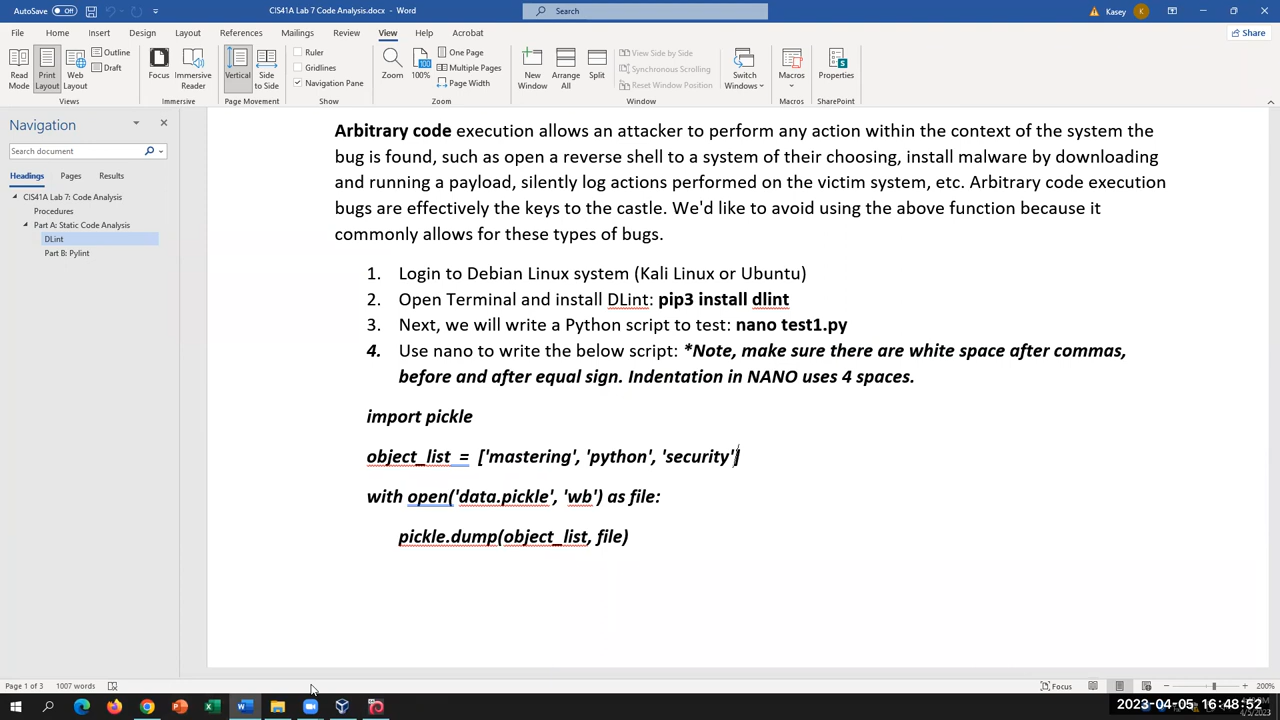 AutoSave Off
CIS41A Lab 7 Code Analysis.docx - Word
Search
Kasey
File Home Insert Design Layout References Mailings Review View Help Acrobat
Share
Read Mode
Print Layout
Web Layout
Outline
Draft
Views
Focus
Immersive Reader
Immersive
Vertical
Side to Side
Page Movement
Ruler
Gridlines
Navigation Pane
Show
Zoom
100%
One Page
Multiple Pages
Page Width
Zoom
New Window
Arrange All
Split
View Side by Side
Synchronous Scrolling
Reset Window Position
Window
Switch Windows
Macros
Macros
Properties
SharePoint
Navigation
Search document
Headings Pages Results
CIS41A Lab 7: Code Analysis
Procedures
Part A: Static Code Analysis
DLint
Part B: Pylint
Arbitrary code execution allows an attacker to perform any action within the context of the system the
bug is found, such as open a reverse shell to a system of their choosing, install malware by downloading
and running a payload, silently log actions performed on the victim system, etc. Arbitrary code execution
bugs are effectively the keys to the castle. We'd like to avoid using the above function because it
commonly allows for these types of bugs.
1. Login to Debian Linux system (Kali Linux or Ubuntu)
2. Open Terminal and install DLint: pip3 install dlint
3. Next, we will write a Python script to test: nano test1.py
4. Use nano to write the below script: *Note, make sure there are white space after commas,
before and after equal sign. Indentation in NANO uses 4 spaces.
import pickle
object_list = ['mastering', 'python', 'security']
with open('data.pickle', 'wb') as file:
pickle.dump(object_list, file)
Page 1 of 3 1007 words
Focus
200%
2023-04-05 16:48:52
4/5/2023